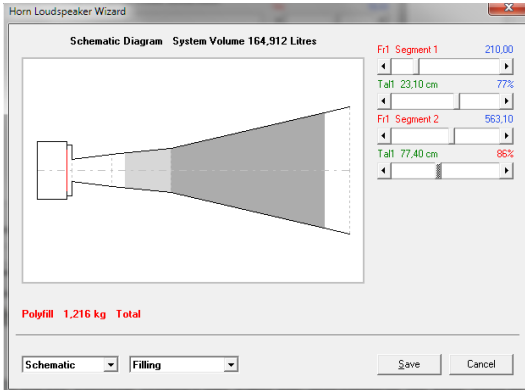 Horn Loudspeaker Wizard
Schematic Diagram System Volume 164,912 Litres
Fr1 Segment 1 210,00
Tal1 23,10 cm 77%
Fr1 Segment 2 563,10
Tal1 77,40 cm 86%
Polyfill 1,216 kg Total
Schematic Filling Save Cancel